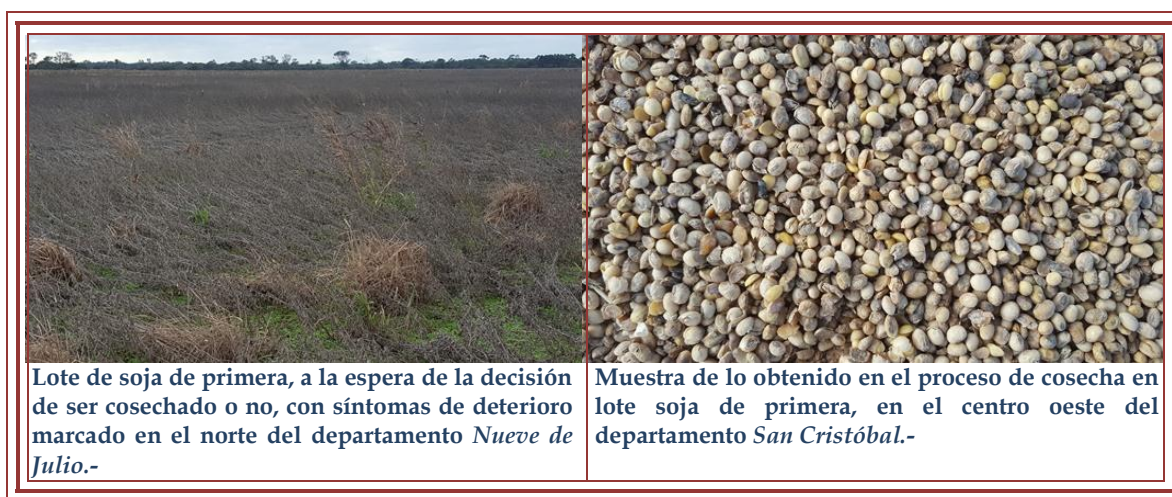 Lote de soja de primera, a la espera de la decisión
de ser cosechado o no, con síntomas de deterioro
marcado en el norte del departamento Nueve de
Julio.-
Muestra de lo obtenido en el proceso de cosecha en
lote soja de primera, en el centro oeste del
departamento San Cristóbal.-